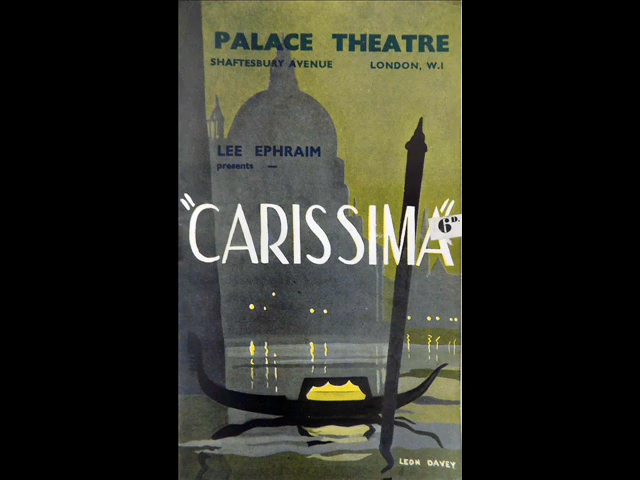 PALACE THEATRE
SHAFTESBURY AVENUE LONDON, W.1
LEE EPHRAIM
presents —
"CARISSIMA"
6D.
LEON DAVEY